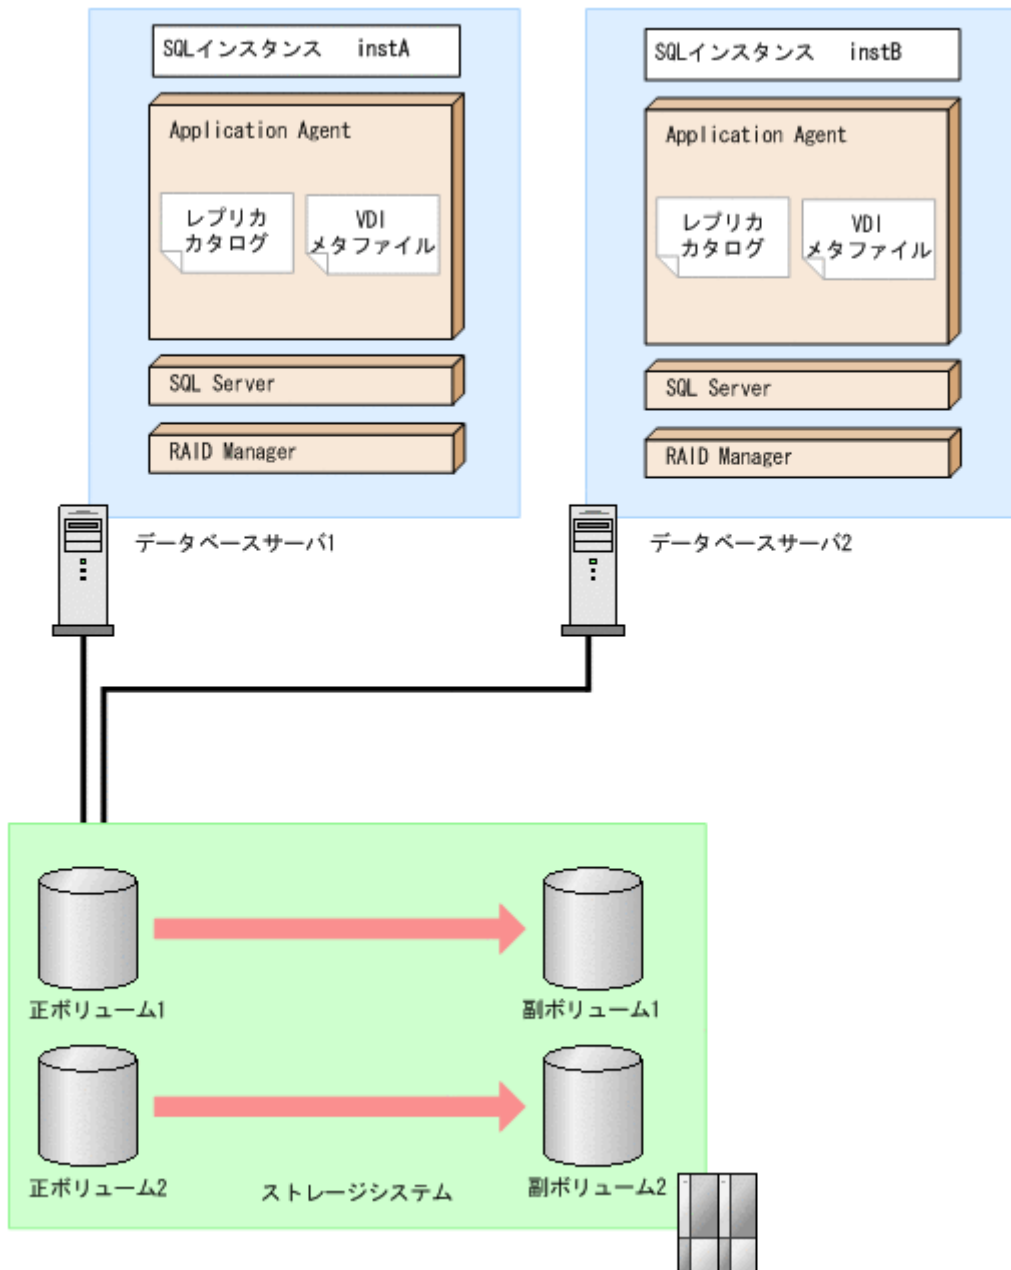 SQLインスタンス instA
Application Agent
レプリカ
カタログ
VDI
メタファイル
SQL Server
RAID Manager
データベースサーバ1
SQLインスタンス instB
Application Agent
レプリカ
カタログ
VDI
メタファイル
SQL Server
RAID Manager
データベースサーバ2
正ボリューム1
副ボリューム1
正ボリューム2
ストレージシステム
副ボリューム2